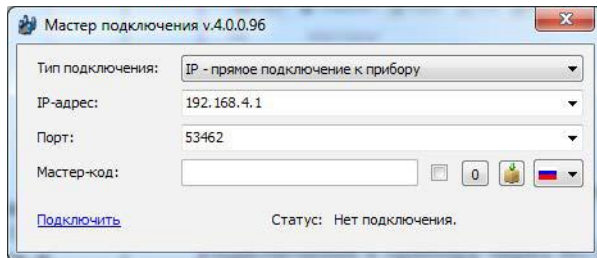 Мастер подключения v.4.0.0.96
Тип подключения: IP - прямое подключение к прибору
IP-адрес: 192.168.4.1
Порт: 53462
Мастер-код: 0
Подключить Статус: Нет подключения.